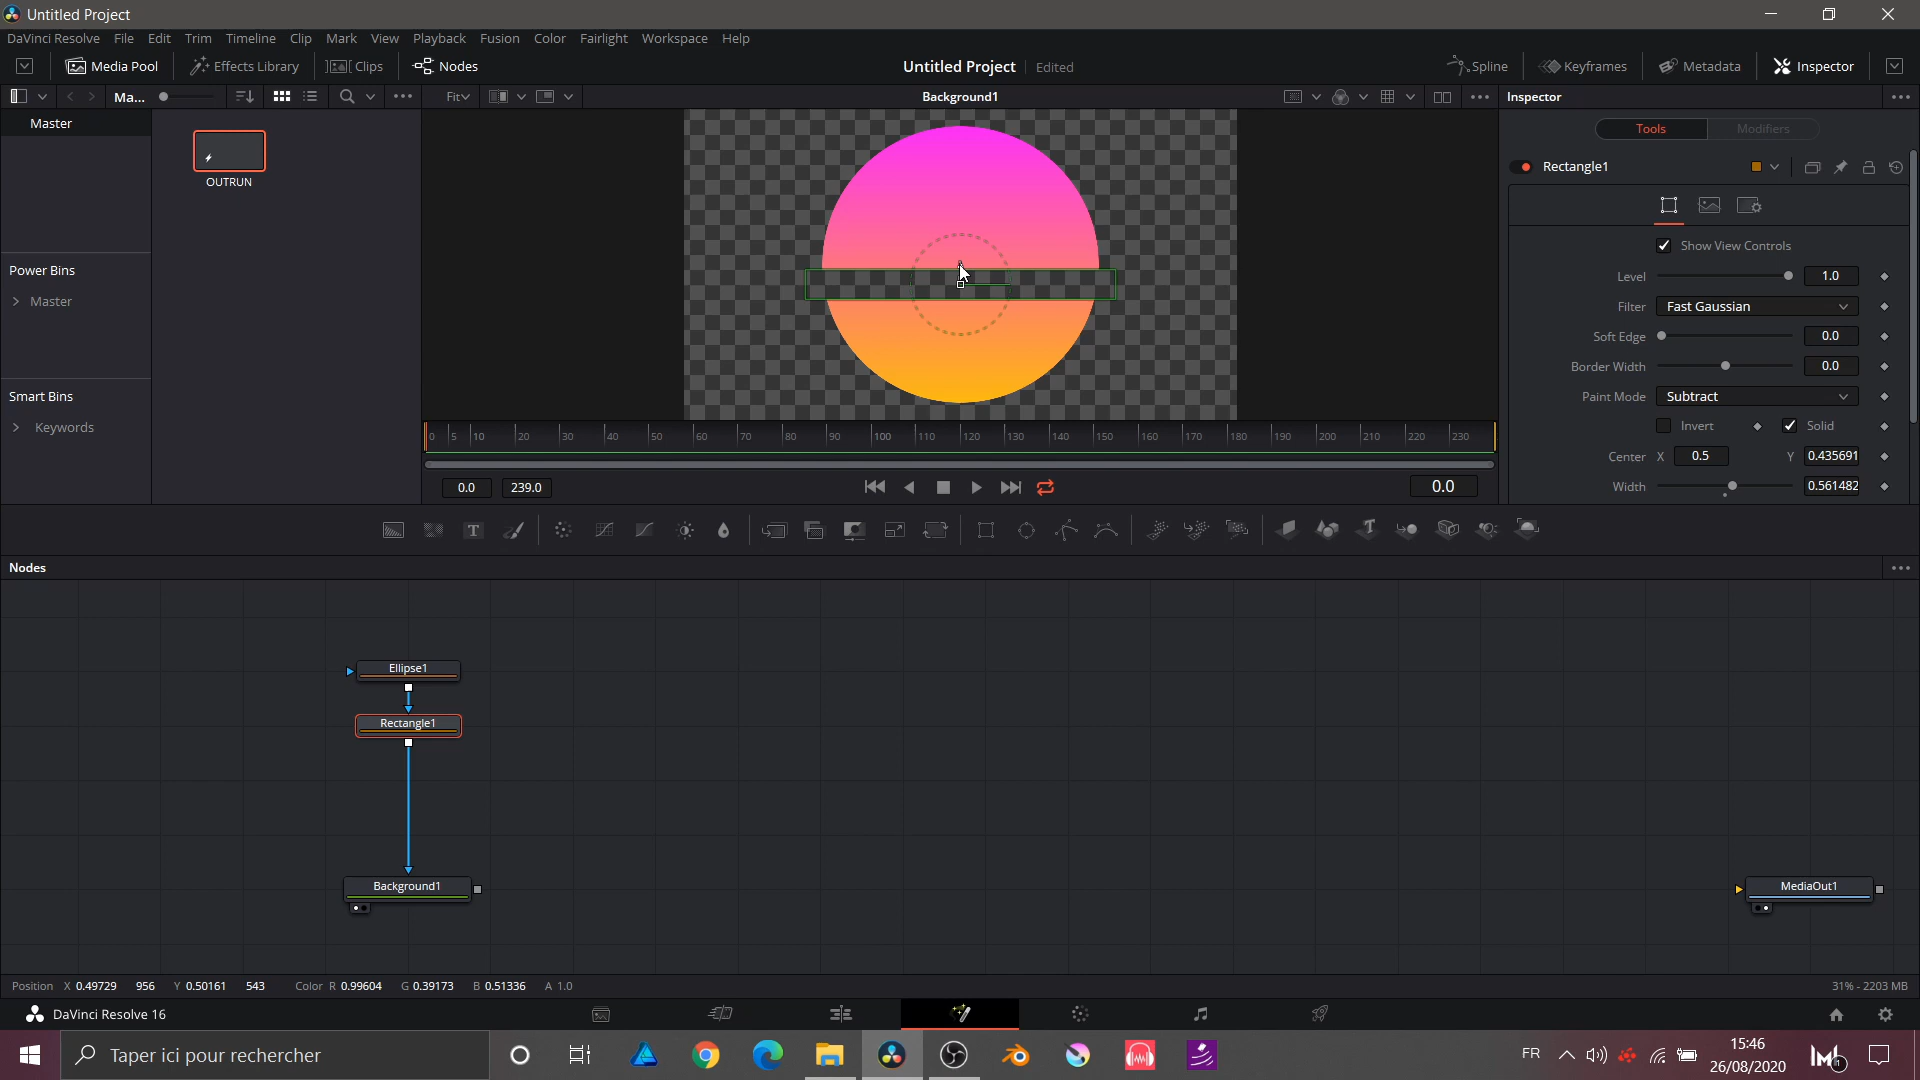 Untitled Project
DaVinci Resolve File Edit Trim Timeline Clip Mark View Playback Fusion Color Fairlight Workspace Help
Media Pool Effects Library Clips Nodes Untitled Project Edited Spline Keyframes Metadata Inspector
Ma... Fit Background1 Inspector
Master
Tools Modifiers
OUTRUN
Rectangle1
Show View Controls
Level 1.0
Filter Fast Gaussian
Soft Edge 0.0
Border Width 0.0
Paint Mode Subtract
Invert Solid
Center X 0.5 Y 0.435691
Width 0.561482
Power Bins
Master
Smart Bins
Keywords
0 5 10 20 30 40 50 60 70 80 90 100 110 120 130 140 150 160 170 180 190 200 210 220 230
0.0 239.0 0.0
Nodes
Ellipse1
Rectangle1
Background1
MediaOut1
Position X 0.49729 956 Y 0.50161 543 Color R 0.99604 G 0.39173 B 0.51336 A 1.0 31% - 2203 MB
DaVinci Resolve 16
Taper ici pour rechercher
FR
15:46
26/08/2020
1